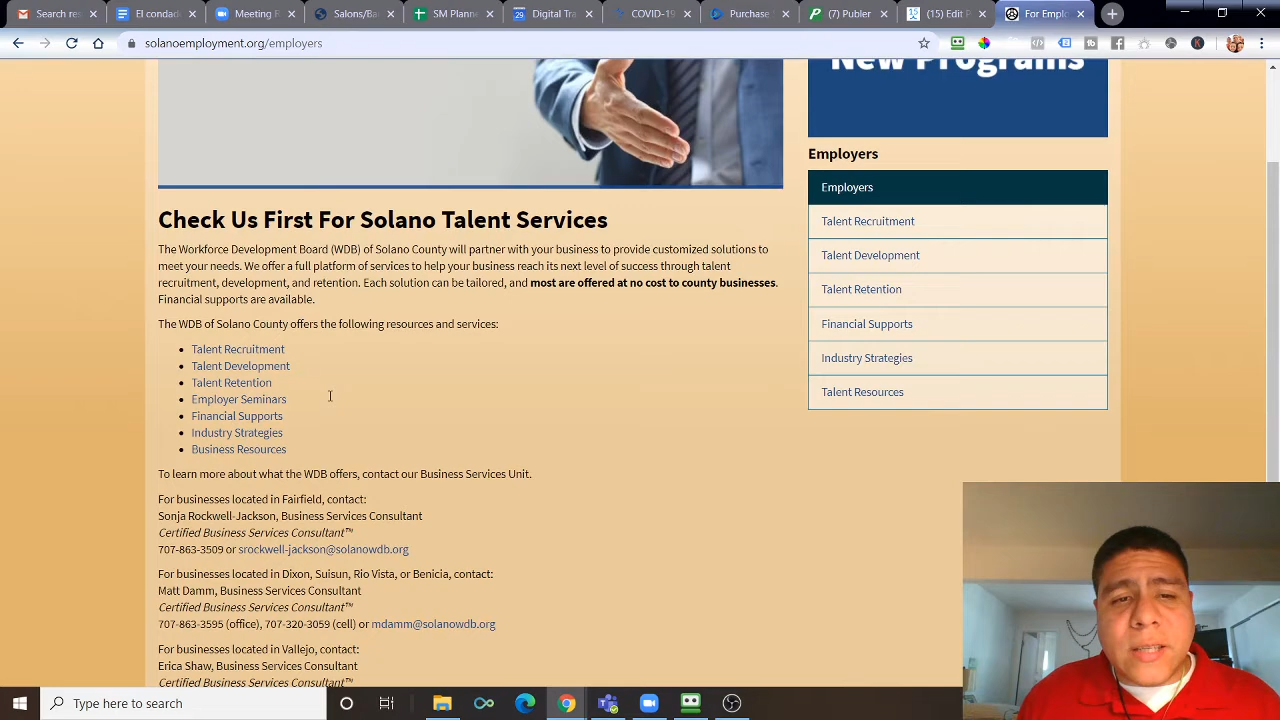 Search res
El condado
Meeting F
Salons/Ba
SM Planne
Digital Tra
COVID-19
Purchase
(7) Publer
(15) Edit P
For Emplo
solanoemployment.org/employers
New Programs
Employers
Employers
Talent Recruitment
Talent Development
Talent Retention
Financial Supports
Industry Strategies
Talent Resources
Check Us First For Solano Talent Services
The Workforce Development Board (WDB) of Solano County will partner with your business to provide customized solutions to
meet your needs. We offer a full platform of services to help your business reach its next level of success through talent
recruitment, development, and retention. Each solution can be tailored, and most are offered at no cost to county businesses.
Financial supports are available.
The WDB of Solano County offers the following resources and services:
• Talent Recruitment
• Talent Development
• Talent Retention
• Employer Seminars
• Financial Supports
• Industry Strategies
• Business Resources
To learn more about what the WDB offers, contact our Business Services Unit.
For businesses located in Fairfield, contact:
Sonja Rockwell-Jackson, Business Services Consultant
Certified Business Services Consultant™
707-863-3509 or srockwell-jackson@solanowdb.org
For businesses located in Dixon, Suisun, Rio Vista, or Benicia, contact:
Matt Damm, Business Services Consultant
Certified Business Services Consultant™
707-863-3595 (office), 707-320-3059 (cell) or mdamm@solanowdb.org
For businesses located in Vallejo, contact:
Erica Shaw, Business Services Consultant
Certified Business Services Consultant™
Type here to search